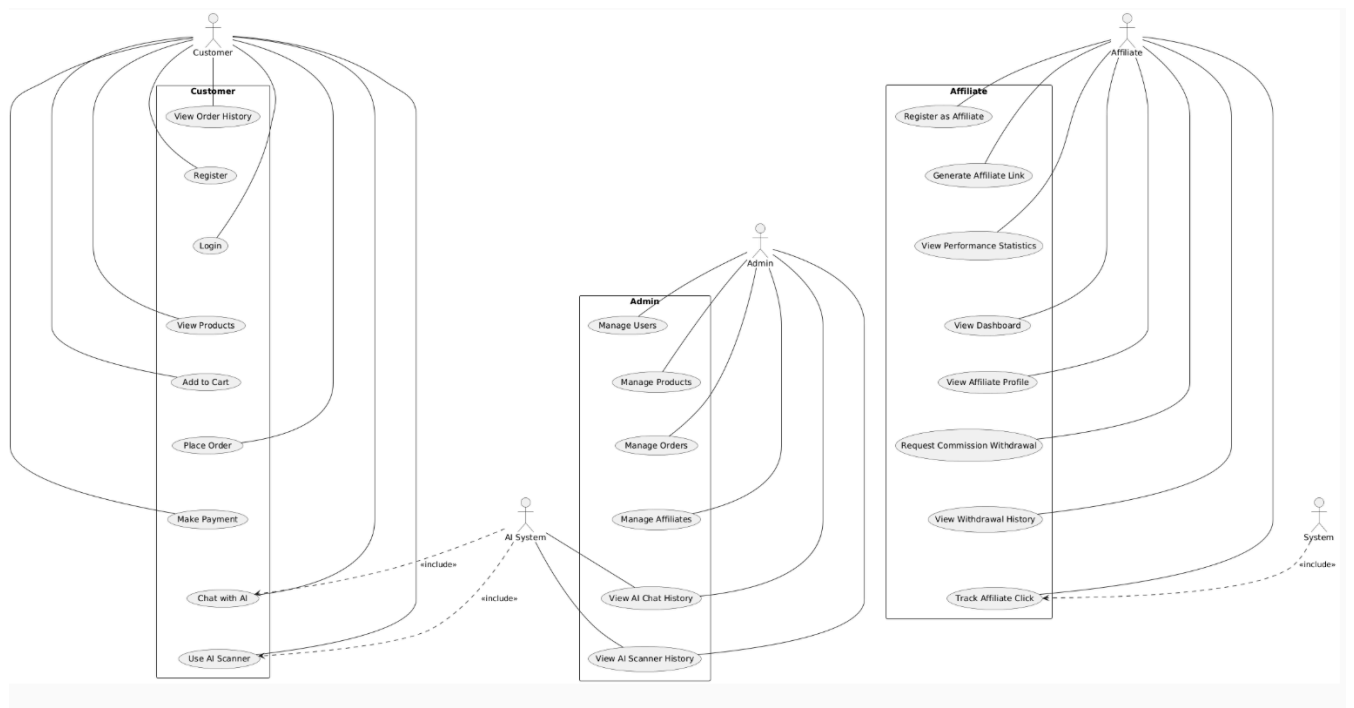 Customer
Customer
View Order History
Register
Login
View Products
Add to Cart
Place Order
Make Payment
Chat with AI
Use AI Scanner
AI System
«include»
«include»
Admin
Admin
Manage Users
Manage Products
Manage Orders
Manage Affiliates
View AI Chat History
View AI Scanner History
Affiliate
Affiliate
Register as Affiliate
Generate Affiliate Link
View Performance Statistics
View Dashboard
View Affiliate Profile
Request Commission Withdrawal
View Withdrawal History
Track Affiliate Click
System
«include»